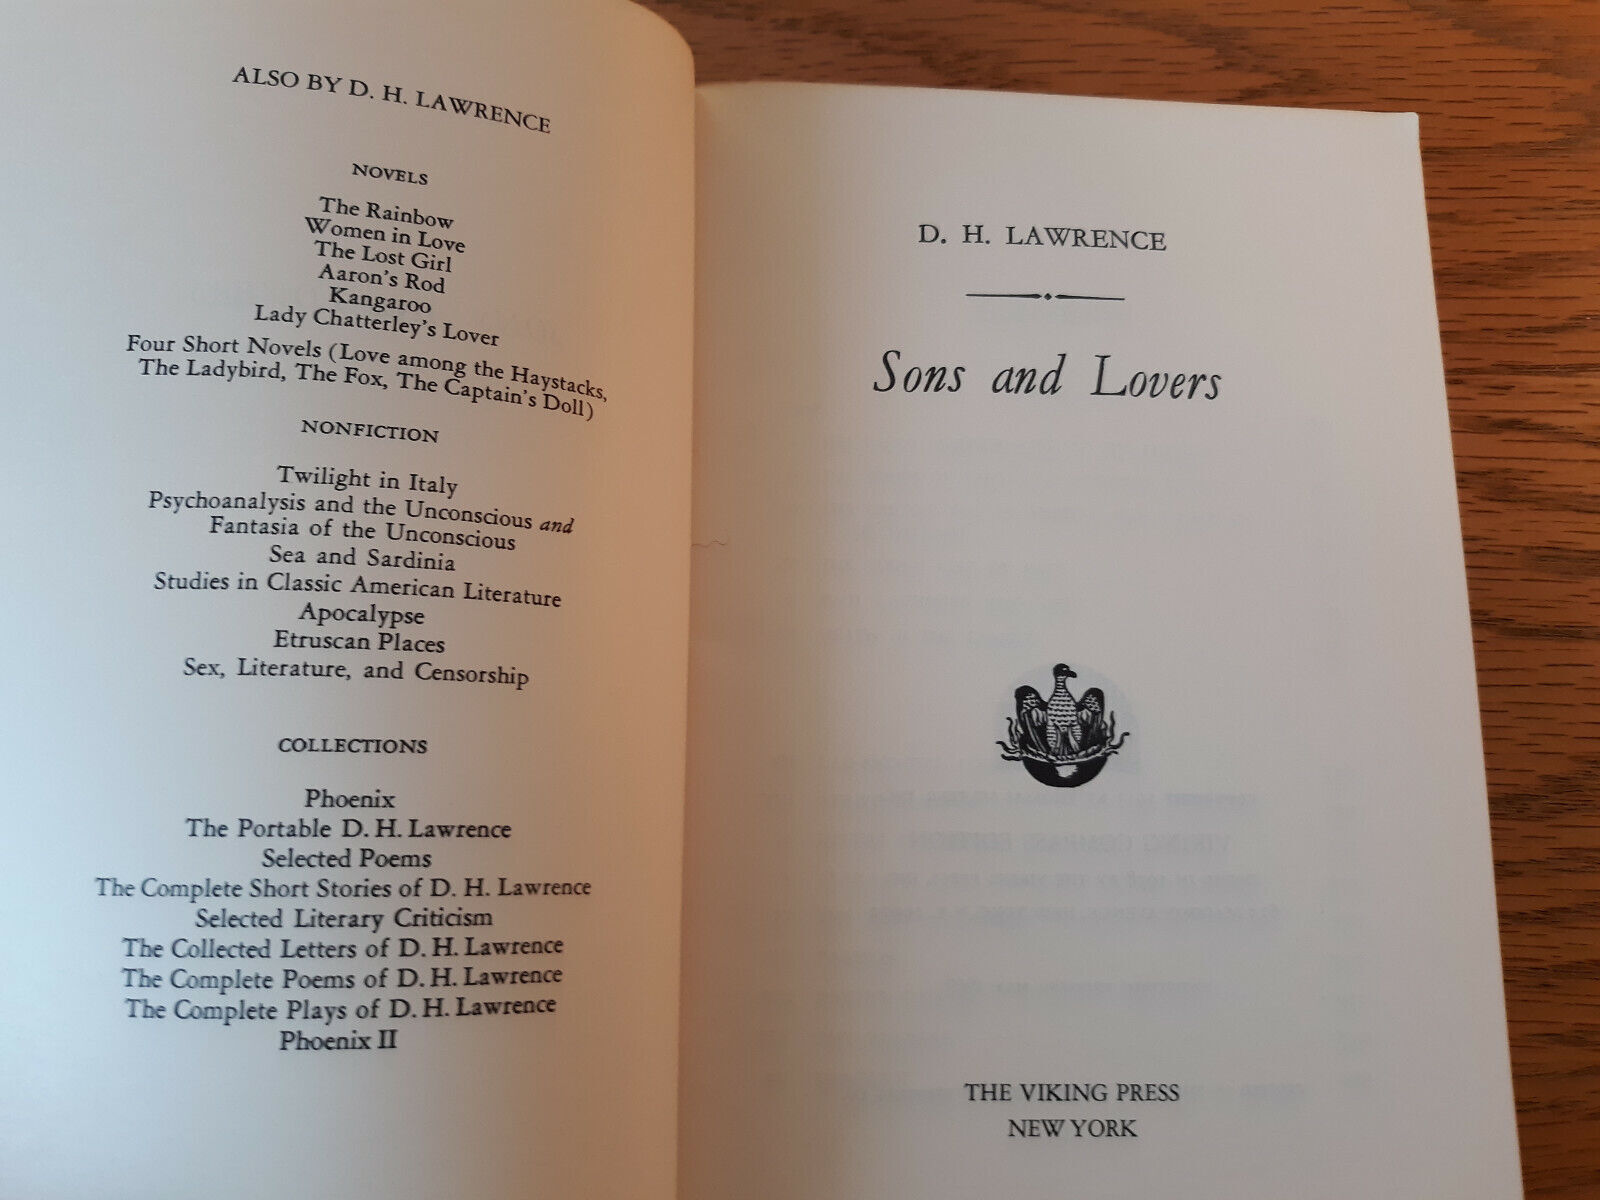 ALSO BY D. H. LAWRENCE
NOVELS
The Rainbow
Women in Love
The Lost Girl
Aaron's Rod
Kangaroo
Lady Chatterley's Lover
Four Short Novels (Love among the Haystacks,
The Ladybird, The Fox, The Captain's Doll)
NONFICTION
Twilight in Italy
Psychoanalysis and the Unconscious and
Fantasia of the Unconscious
Sea and Sardinia
Studies in Classic American Literature
Apocalypse
Etruscan Places
Sex, Literature, and Censorship
COLLECTIONS
Phoenix
The Portable D. H. Lawrence
Selected Poems
The Complete Short Stories of D. H. Lawrence
Selected Literary Criticism
The Collected Letters of D. H. Lawrence
The Complete Poems of D. H. Lawrence
The Complete Plays of D. H. Lawrence
Phoenix II
D. H. LAWRENCE
Sons and Lovers
THE VIKING PRESS
NEW YORK